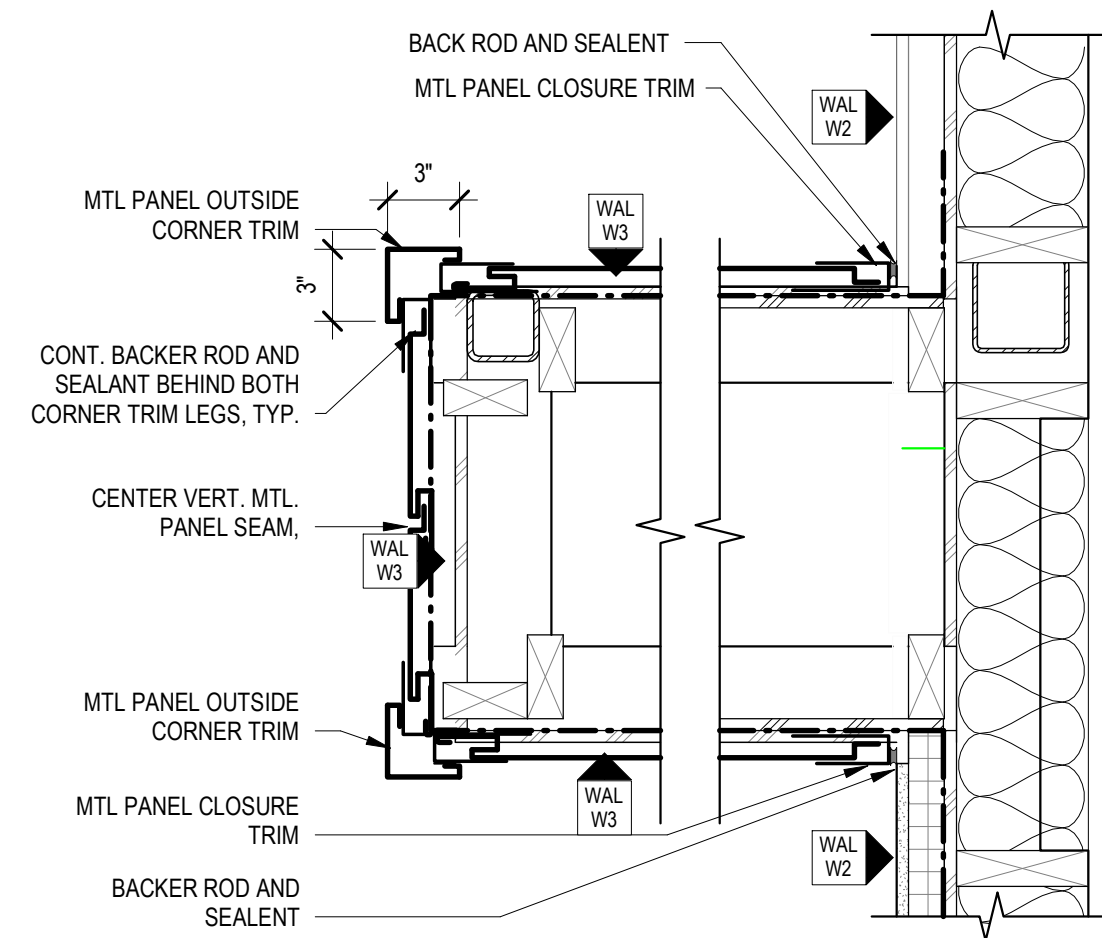 BACK ROD AND SEALENT
MTL PANEL CLOSURE TRIM
WAL
W2
3"
MTL PANEL OUTSIDE
CORNER TRIM
WAL
W3
3"
CONT. BACKER ROD AND
SEALANT BEHIND BOTH
CORNER TRIM LEGS, TYP.
CENTER VERT. MTL.
PANEL SEAM,
WAL
W3
MTL PANEL OUTSIDE
CORNER TRIM
WAL
W3
MTL PANEL CLOSURE
TRIM
WAL
W2
BACKER ROD AND
SEALENT